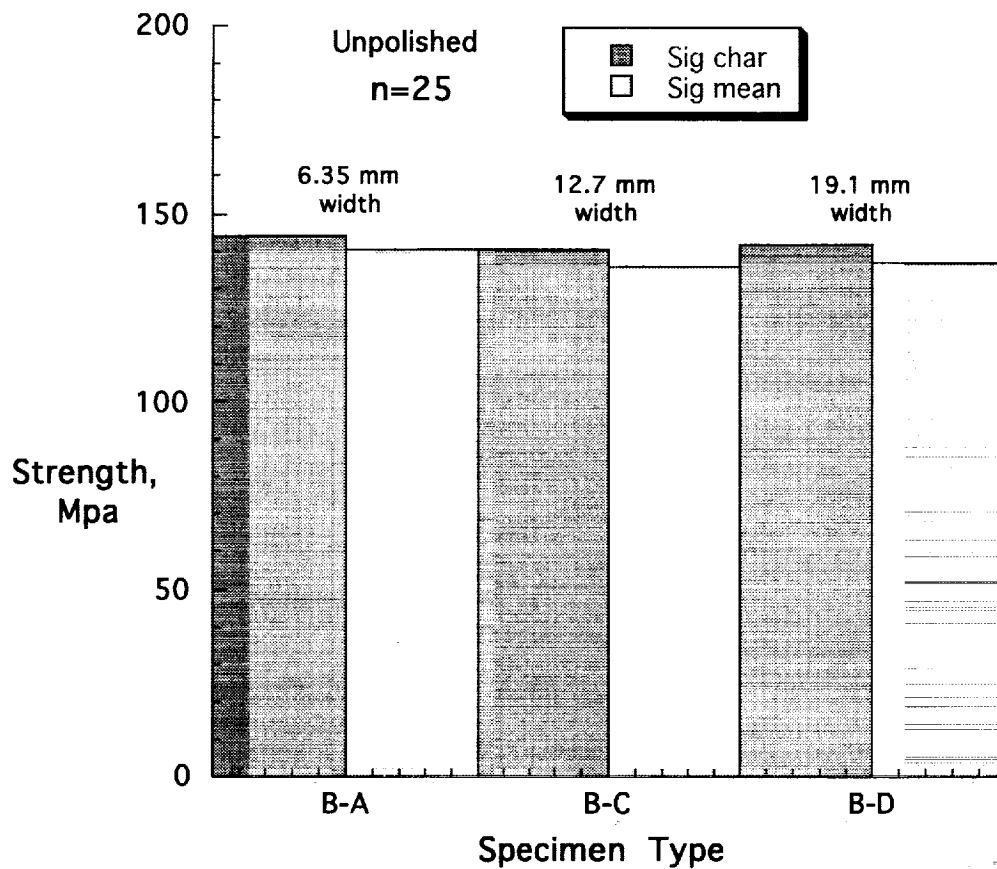 200
Unpolished
n=25
Sig char
Sig mean
6.35 mm
width
12.7 mm
width
19.1 mm
width
150
100
Strength,
Mpa
50
0
B-A
B-C
B-D
Specimen Type